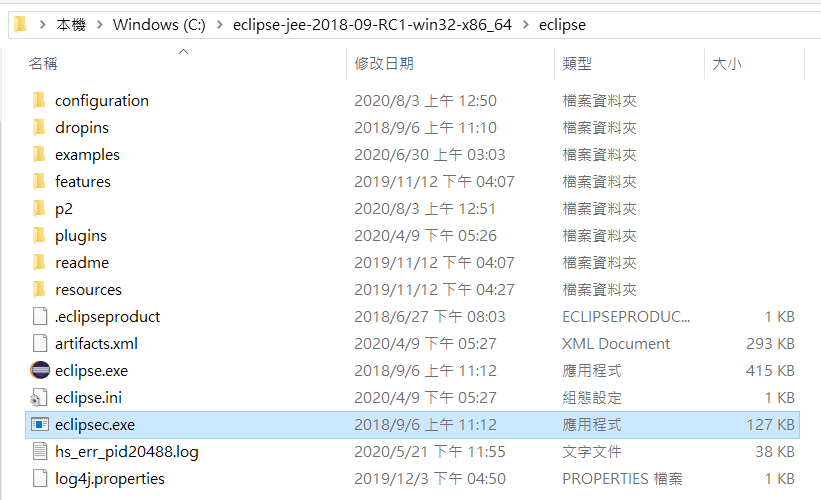 本機 > Windows (C:) > eclipse-jee-2018-09-RC1-win32-x86_64 > eclipse
名稱 修改日期 類型 大小
configuration 2020/8/3 上午 12:50 檔案資料夾
dropins 2018/9/6 上午 11:10 檔案資料夾
examples 2020/6/30 上午 03:03 檔案資料夾
features 2019/11/12 下午 04:07 檔案資料夾
p2 2020/8/3 上午 12:51 檔案資料夾
plugins 2020/4/9 下午 05:26 檔案資料夾
readme 2019/11/12 下午 04:07 檔案資料夾
resources 2019/11/12 下午 04:27 檔案資料夾
.eclipseproduct 2018/6/27 下午 08:03 ECLIPSEPRODUC... 1 KB
artifacts.xml 2020/4/9 下午 05:27 XML Document 293 KB
eclipse.exe 2018/9/6 上午 11:12 應用程式 415 KB
eclipse.ini 2020/4/9 下午 05:27 組態設定 1 KB
eclipsec.exe 2018/9/6 上午 11:12 應用程式 127 KB
hs_err_pid20488.log 2020/5/21 下午 11:55 文字文件 38 KB
log4j.properties 2019/12/3 下午 04:50 PROPERTIES 檔案 1 KB